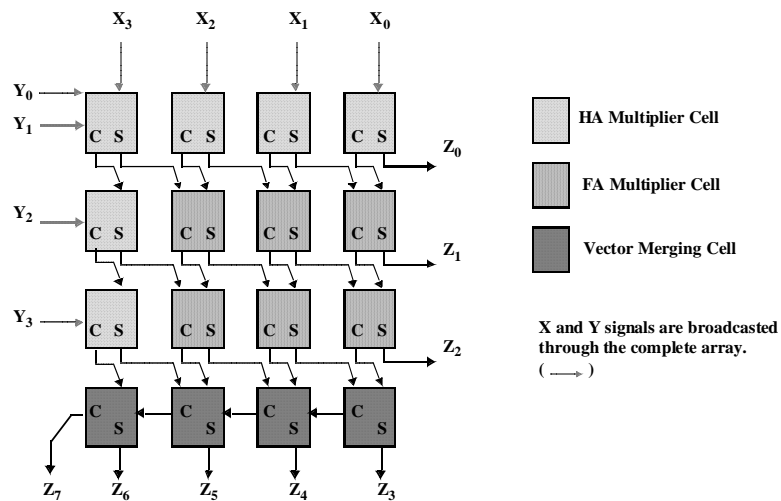 X3 X2 X1 X0
Y0
Y1
C S C S C S C S
Z0
Y2
C S C S C S C S
Z1
Y3
C S C S C S C S
Z2
C S C S C S C S
Z7 Z6 Z5 Z4 Z3
HA Multiplier Cell
FA Multiplier Cell
Vector Merging Cell
X and Y signals are broadcasted
through the complete array.
( )